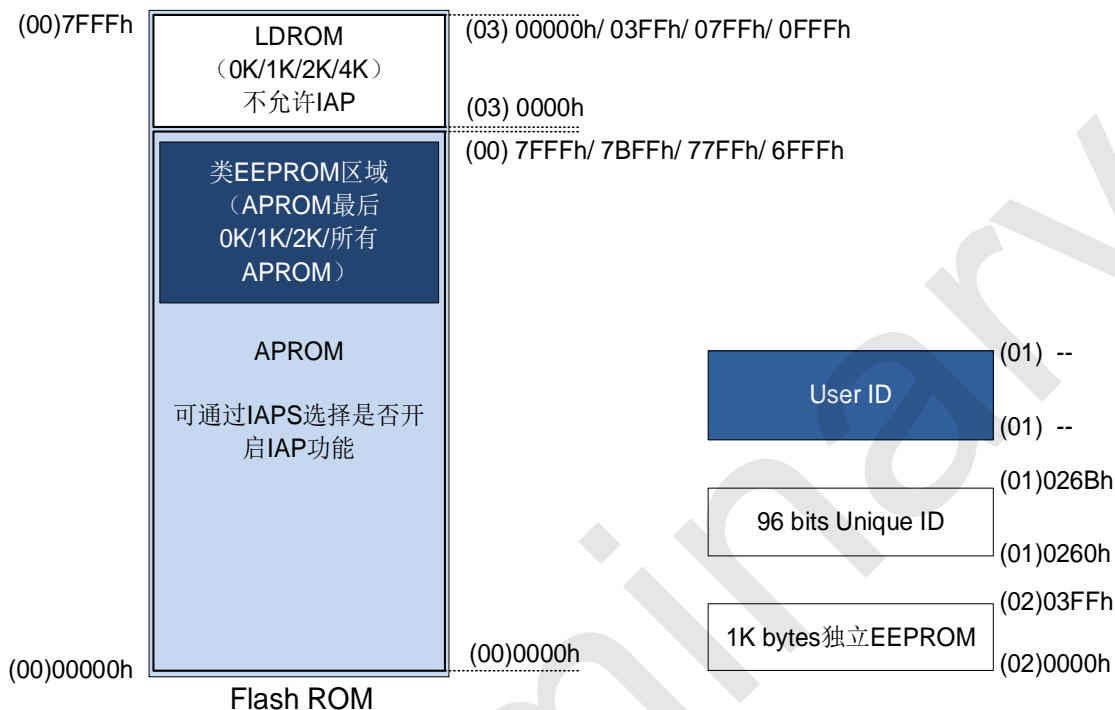 (00)7FFFh
LDROM
（0K/1K/2K/4K）
不允许IAP
(03) 00000h/ 03FFh/ 07FFh/ 0FFFh
(03) 0000h
(00) 7FFFh/ 7BFFh/ 77FFh/ 6FFFh
类EEPROM区域
（APROM最后
0K/1K/2K/所有
APROM）
APROM
可通过IAPS选择是否开
启IAP功能
(00)00000h
(00)0000h
Flash ROM
(01) --
User ID
(01) --
(01)026Bh
96 bits Unique ID
(01)0260h
(02)03FFh
1K bytes独立EEPROM
(02)0000h
minary